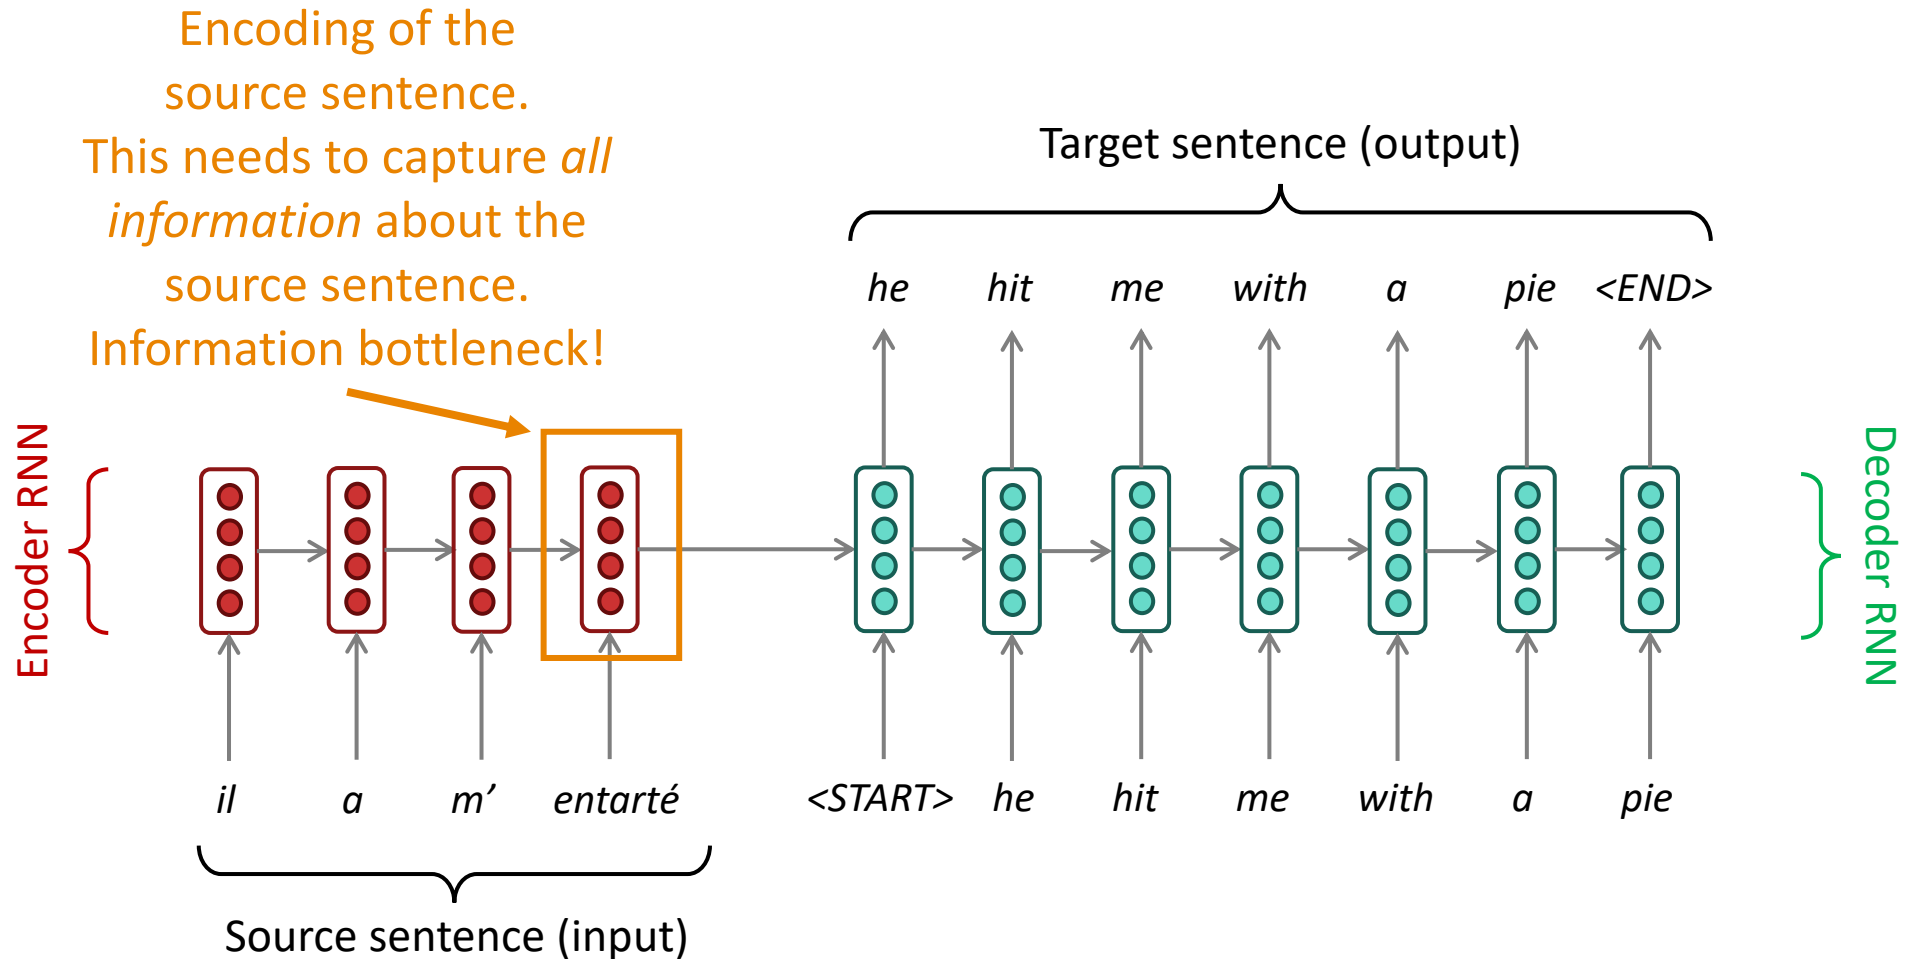 Encoding of the
source sentence.
This needs to capture all
information about the
source sentence.
Information bottleneck!
Target sentence (output)
he hit me with a pie <END>
Encoder RNN
Decoder RNN
il a m’ entarté
<START> he hit me with a pie
Source sentence (input)